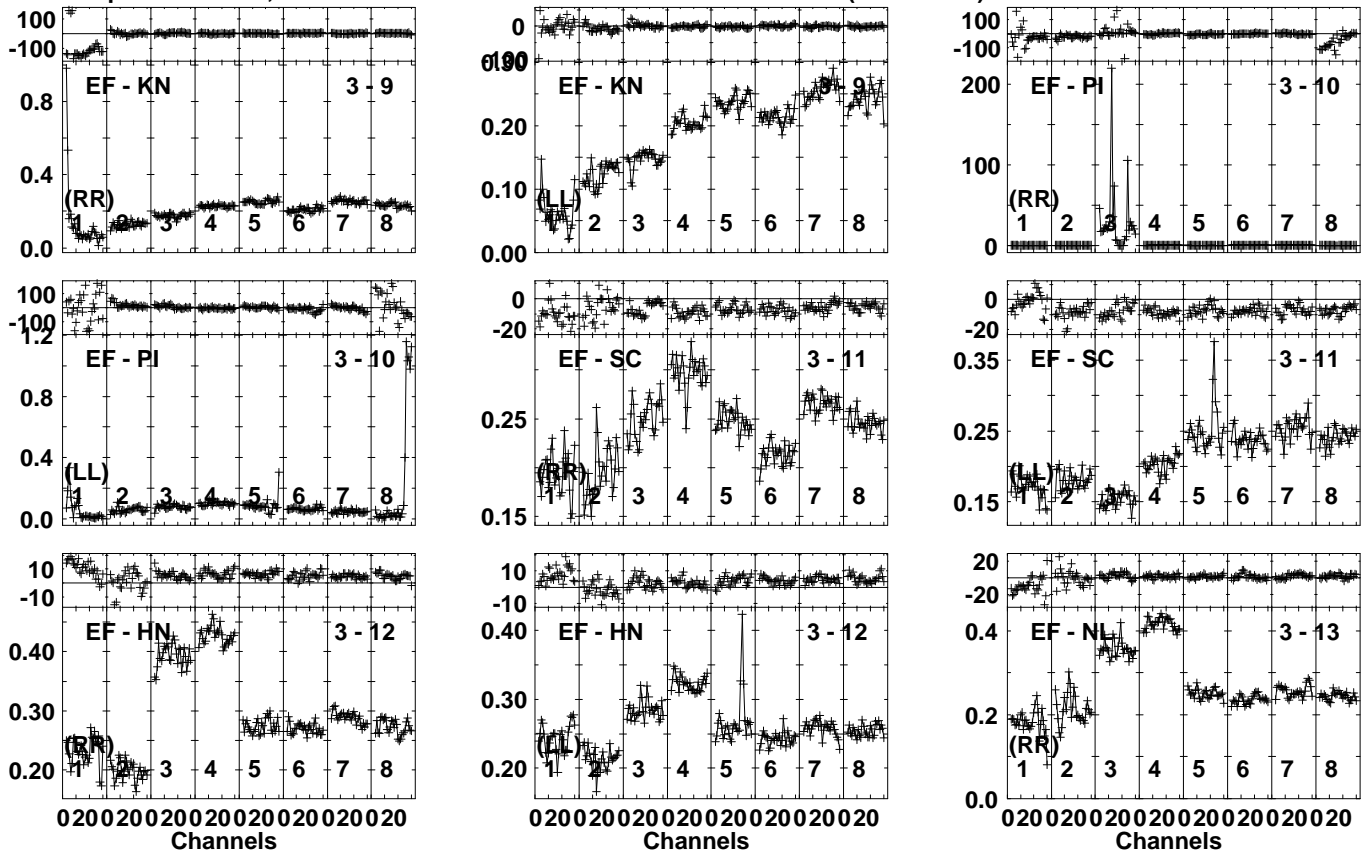 100 0 100
-100 0 -100
0.8 EF - KN 3 - 9 0.30 EF - KN 3 - 9 200 EF - PI 3 - 10
0.4 0.20 100
(RR) 0.10 (LL) (RR)
1 2 3 4 5 6 7 8 1 2 3 4 5 6 7 8 1 2 3 4 5 6 7 8
0.0 0.00 0
100 0 0
-100 -20 -20
1.2 EF - PI 3 - 10 EF - SC 3 - 11 0.35 EF - SC 3 - 11
0.8 0.25 0.25
0.4 (LL) (RR) (LL)
1 2 3 4 5 6 7 8 1 2 3 4 5 6 7 8 1 2 3 4 5 6 7 8
0.0 0.15 0.15
10 10 20
-10 -10 -20
EF - HN 3 - 12 0.40 EF - HN 3 - 12 0.4 EF - NL 3 - 13
0.40 0.30 0.2
0.30 (RR) (LL) (RR)
0.20 1 2 3 4 5 6 7 8 0.20 1 2 3 4 5 6 7 8 1 2 3 4 5 6 7 8
0.0
0 20 0 20 0 20 0 20 0 20 0 20 0 20 0 20 0 20 0 20 0 20 0 20 0 20 0 20 0 20 0 20 0 20 0 20 0 20 0 20 0 20 0 20 0 20 0 20
Channels Channels Channels